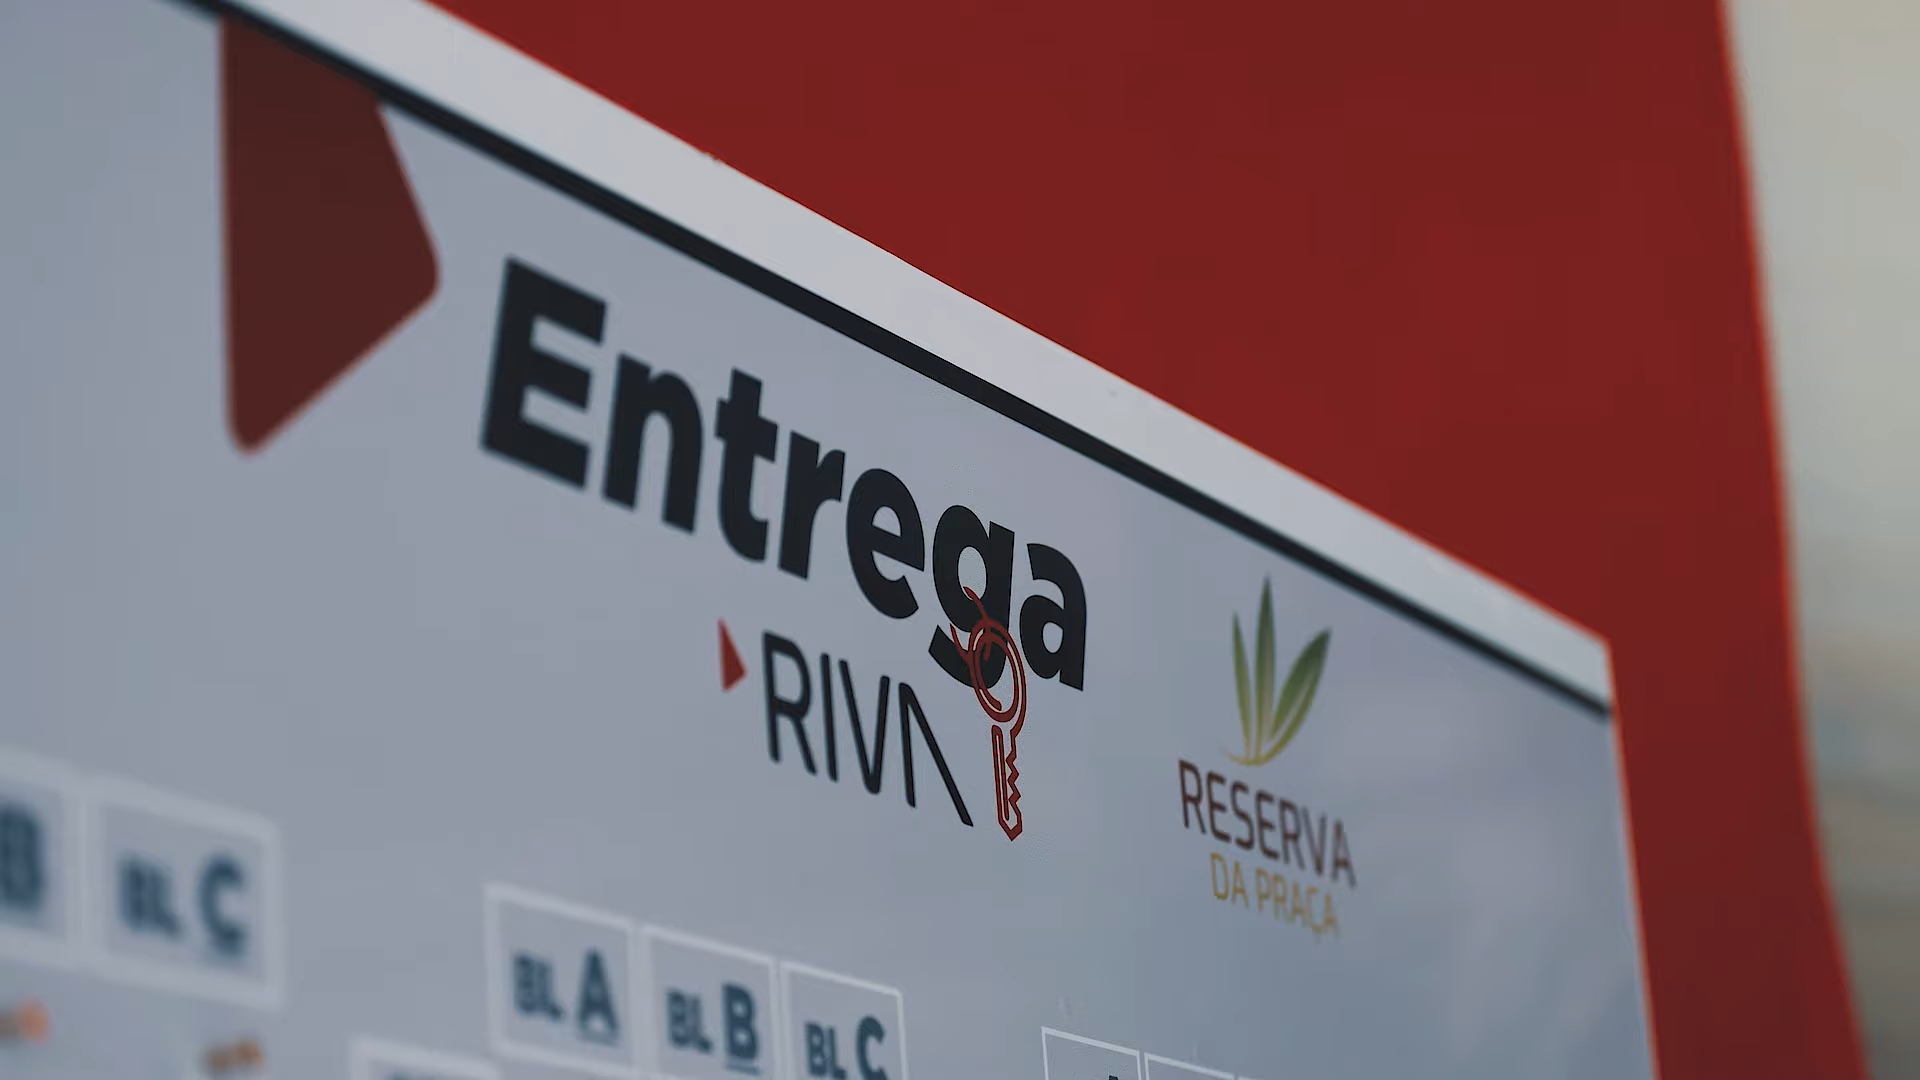 Entrega
RIVA
RESERVA
DA PRAÇA
B
BL C
BL A
BL B
BL C